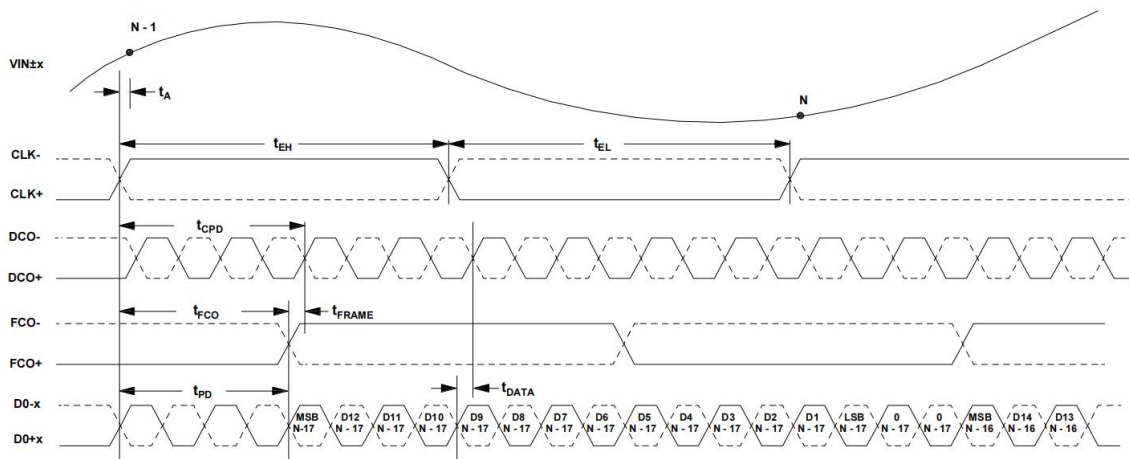 N - 1
VIN±x
tA
N
tEH
tEL
CLK-
CLK+
tCPD
DCO-
DCO+
tFCO
tFRAME
FCO-
FCO+
tPD
tDATA
D0-x
D0+x
MSB N-17
D12 N - 17
D11 N - 17
D10 N - 17
D9 N - 17
D8 N - 17
D7 N - 17
D6 N - 17
D5 N - 17
D4 N - 17
D3 N - 17
D2 N - 17
D1 N - 17
LSB N - 17
0 N - 17
0 N - 17
MSB N - 16
D14 N - 16
D13 N - 16